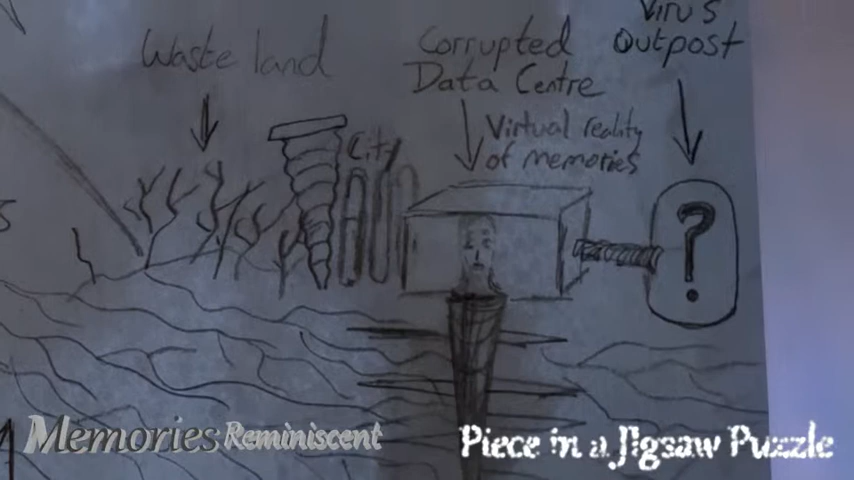 Virus
Outpost
Waste land
Corrupted
Data Centre
Virtual reality
of memories
City
?
Memories Reminiscent
Piece in a Jigsaw Puzzle